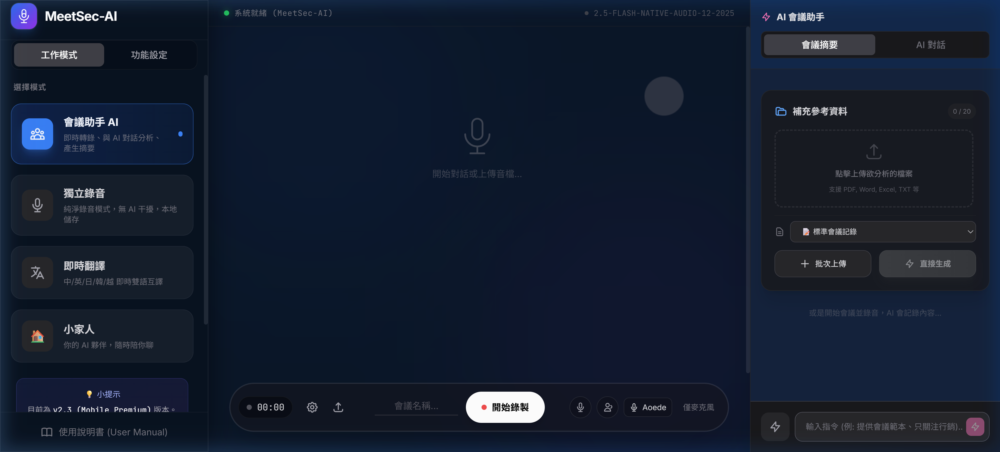 MeetSec-AI
工作模式
功能設定
選擇模式
會議助手 AI
即時轉錄、與 AI 對話分析、
產生摘要
獨立錄音
純淨錄音模式，無 AI 干擾，本地
儲存
即時翻譯
中/英/日/韓/越 即時雙語互譯
小家人
你的 AI 夥伴，隨時陪你聊
💡 小提示
目前為 v2.3 (Mobile Premium) 版本。
使用說明書 (User Manual)
系統就緒 (MeetSec-AI)
2.5-FLASH-NATIVE-AUDIO-12-2025
開始對話或上傳音檔...
00:00
會議名稱...
開始錄製
Aoede
僅麥克風
AI 會議助手
會議摘要
AI 對話
補充參考資料
0 / 20
點擊上傳欲分析的檔案
支援 PDF, Word, Excel, TXT 等
📝 標準會議記錄
批次上傳
直接生成
或是開始會議並錄音，AI 會記錄內容...
輸入指令 (例: 提供會議範本、只關注行銷)..